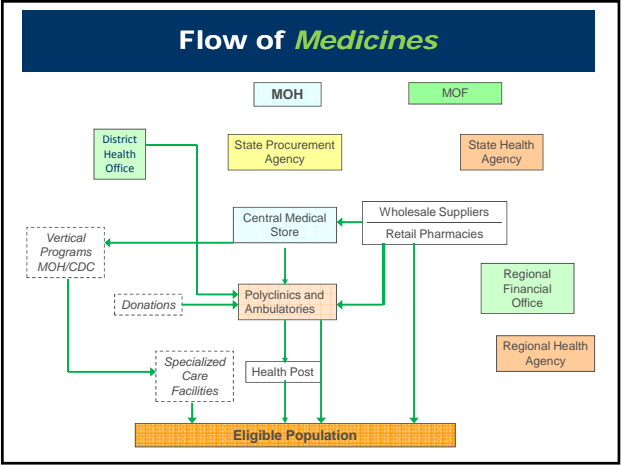 Flow of Medicines
MOH
MOF
District
Health
Office
State Procurement
Agency
State Health
Agency
Central Medical
Store
Wholesale Suppliers
Retail Pharmacies
Vertical
Programs
MOH/CDC
Donations
Polyclinics and
Ambulatories
Regional
Financial
Office
Regional Health
Agency
Specialized
Care
Facilities
Health Post
Eligible Population